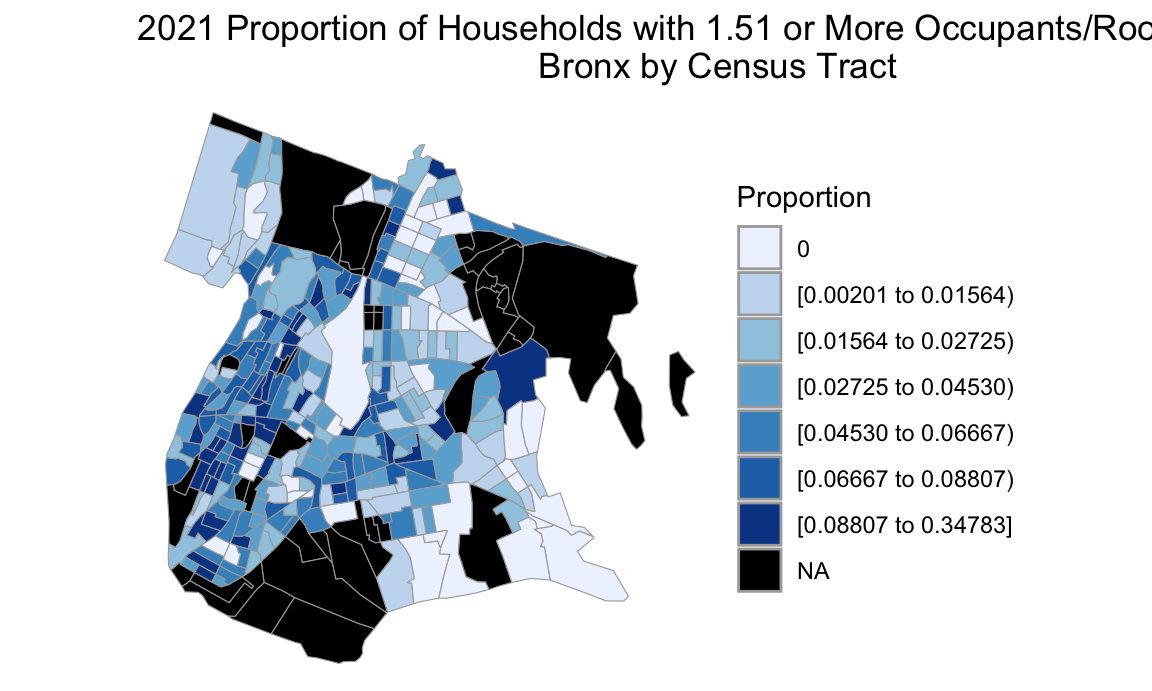 2021 Proportion of Households with 1.51 or More Occupants/Roo
Bronx by Census Tract
Proportion
0
[0.00201 to 0.01564)
[0.01564 to 0.02725)
[0.02725 to 0.04530)
[0.04530 to 0.06667)
[0.06667 to 0.08807)
[0.08807 to 0.34783]
NA